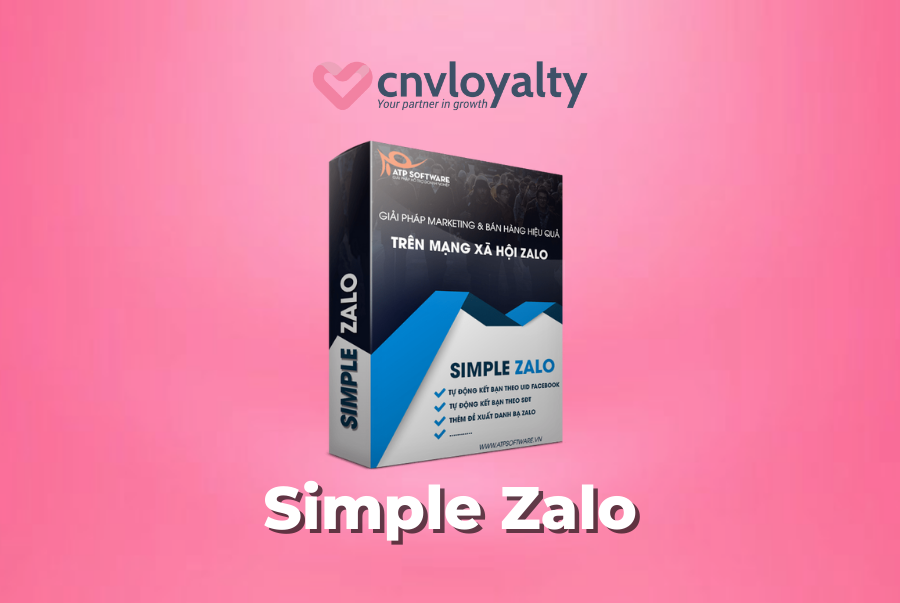 cnvloyalty
Your partner in growth
ATP SOFTWARE
GIẢI PHÁP MARKETING & BÁN HÀNG HIỆU QUẢ
TRÊN MẠNG XÃ HỘI ZALO
SIMPLE ZALO
SIMPLE ZALO
TỰ ĐỘNG KẾT BẠN THEO UID FACEBOOK
TỰ ĐỘNG KẾT BẠN THEO SĐT
THÊM ĐỀ XUẤT DANH BẠ ZALO
............
WWW.ATPSOFTWARE.VN
Simple Zalo